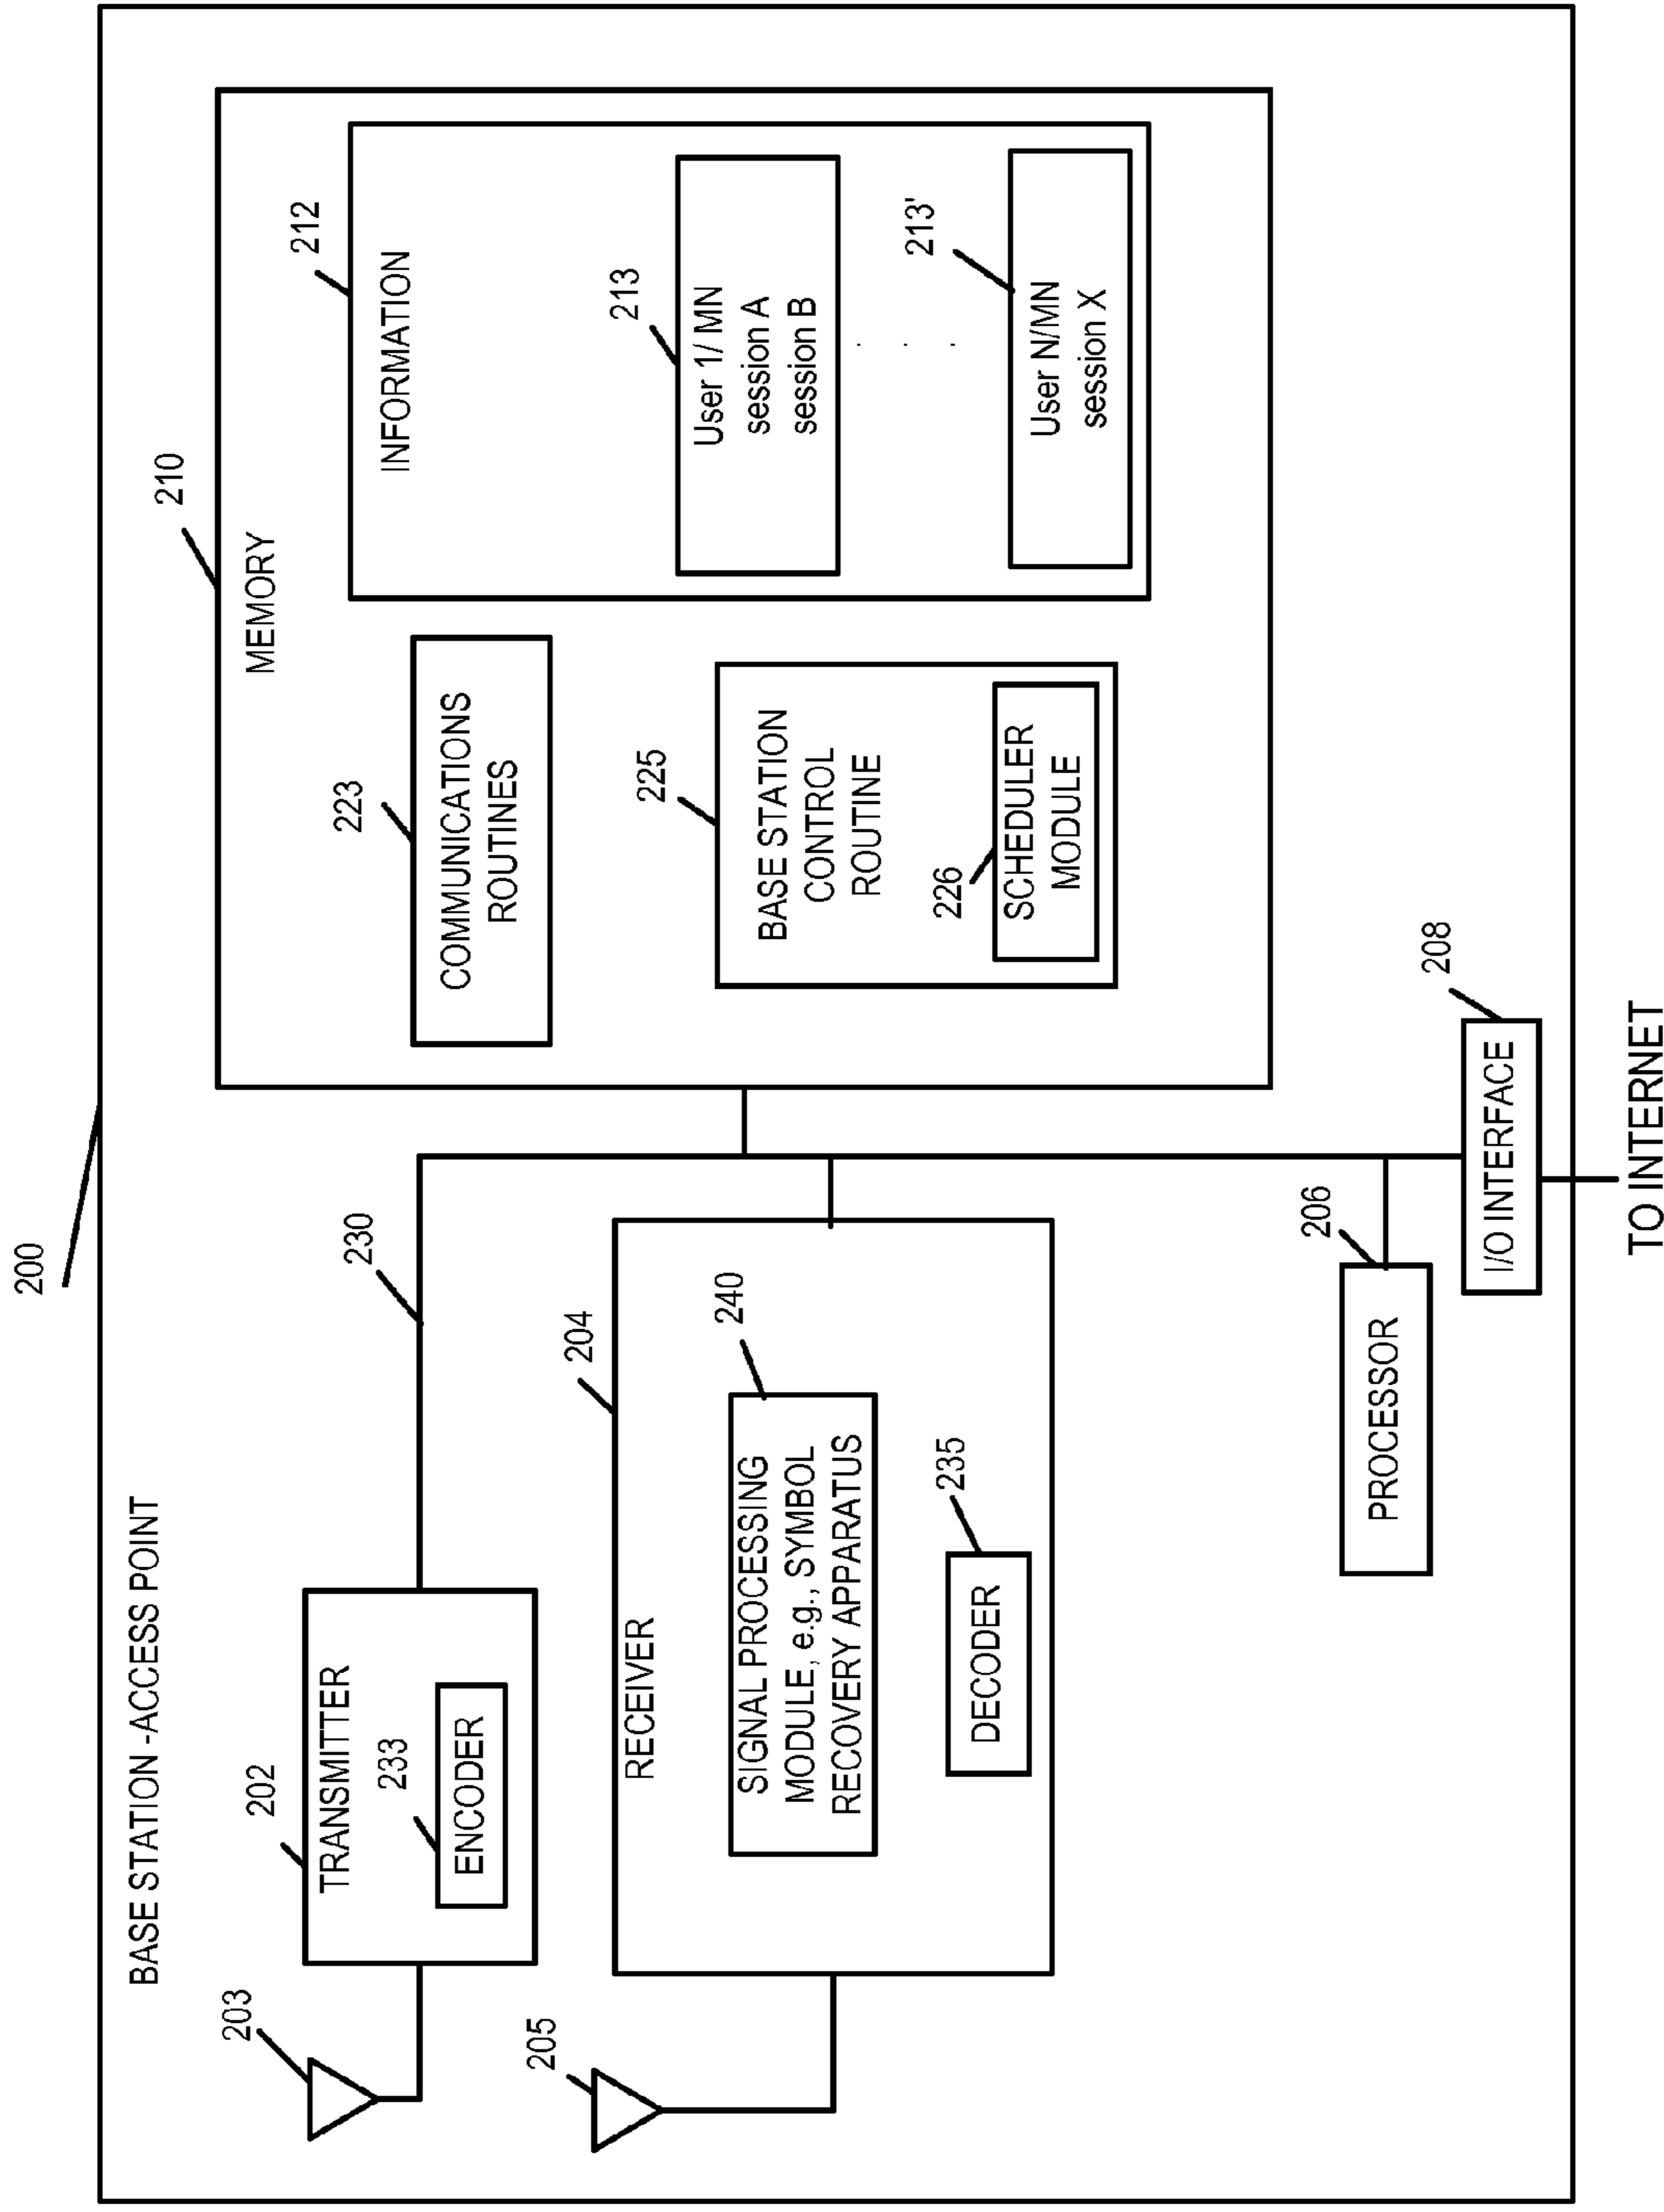 200
BASE STATION -ACCESS POINT
203
202
TRANSMITTER
233
ENCODER
230
205
204
RECEIVER
240
SIGNAL PROCESSING
MODULE, e.g., SYMBOL
RECOVERY APPARATUS
235
DECODER
206
PROCESSOR
208
I/O INTERFACE
TO INTERNET
210
MEMORY
223
COMMUNICATIONS
ROUTINES
225
BASE STATION
CONTROL
ROUTINE
226
SCHEDULER
MODULE
212
INFORMATION
213
User 1/ MN
session A
session B
. . .
213'
User N/MN
session X